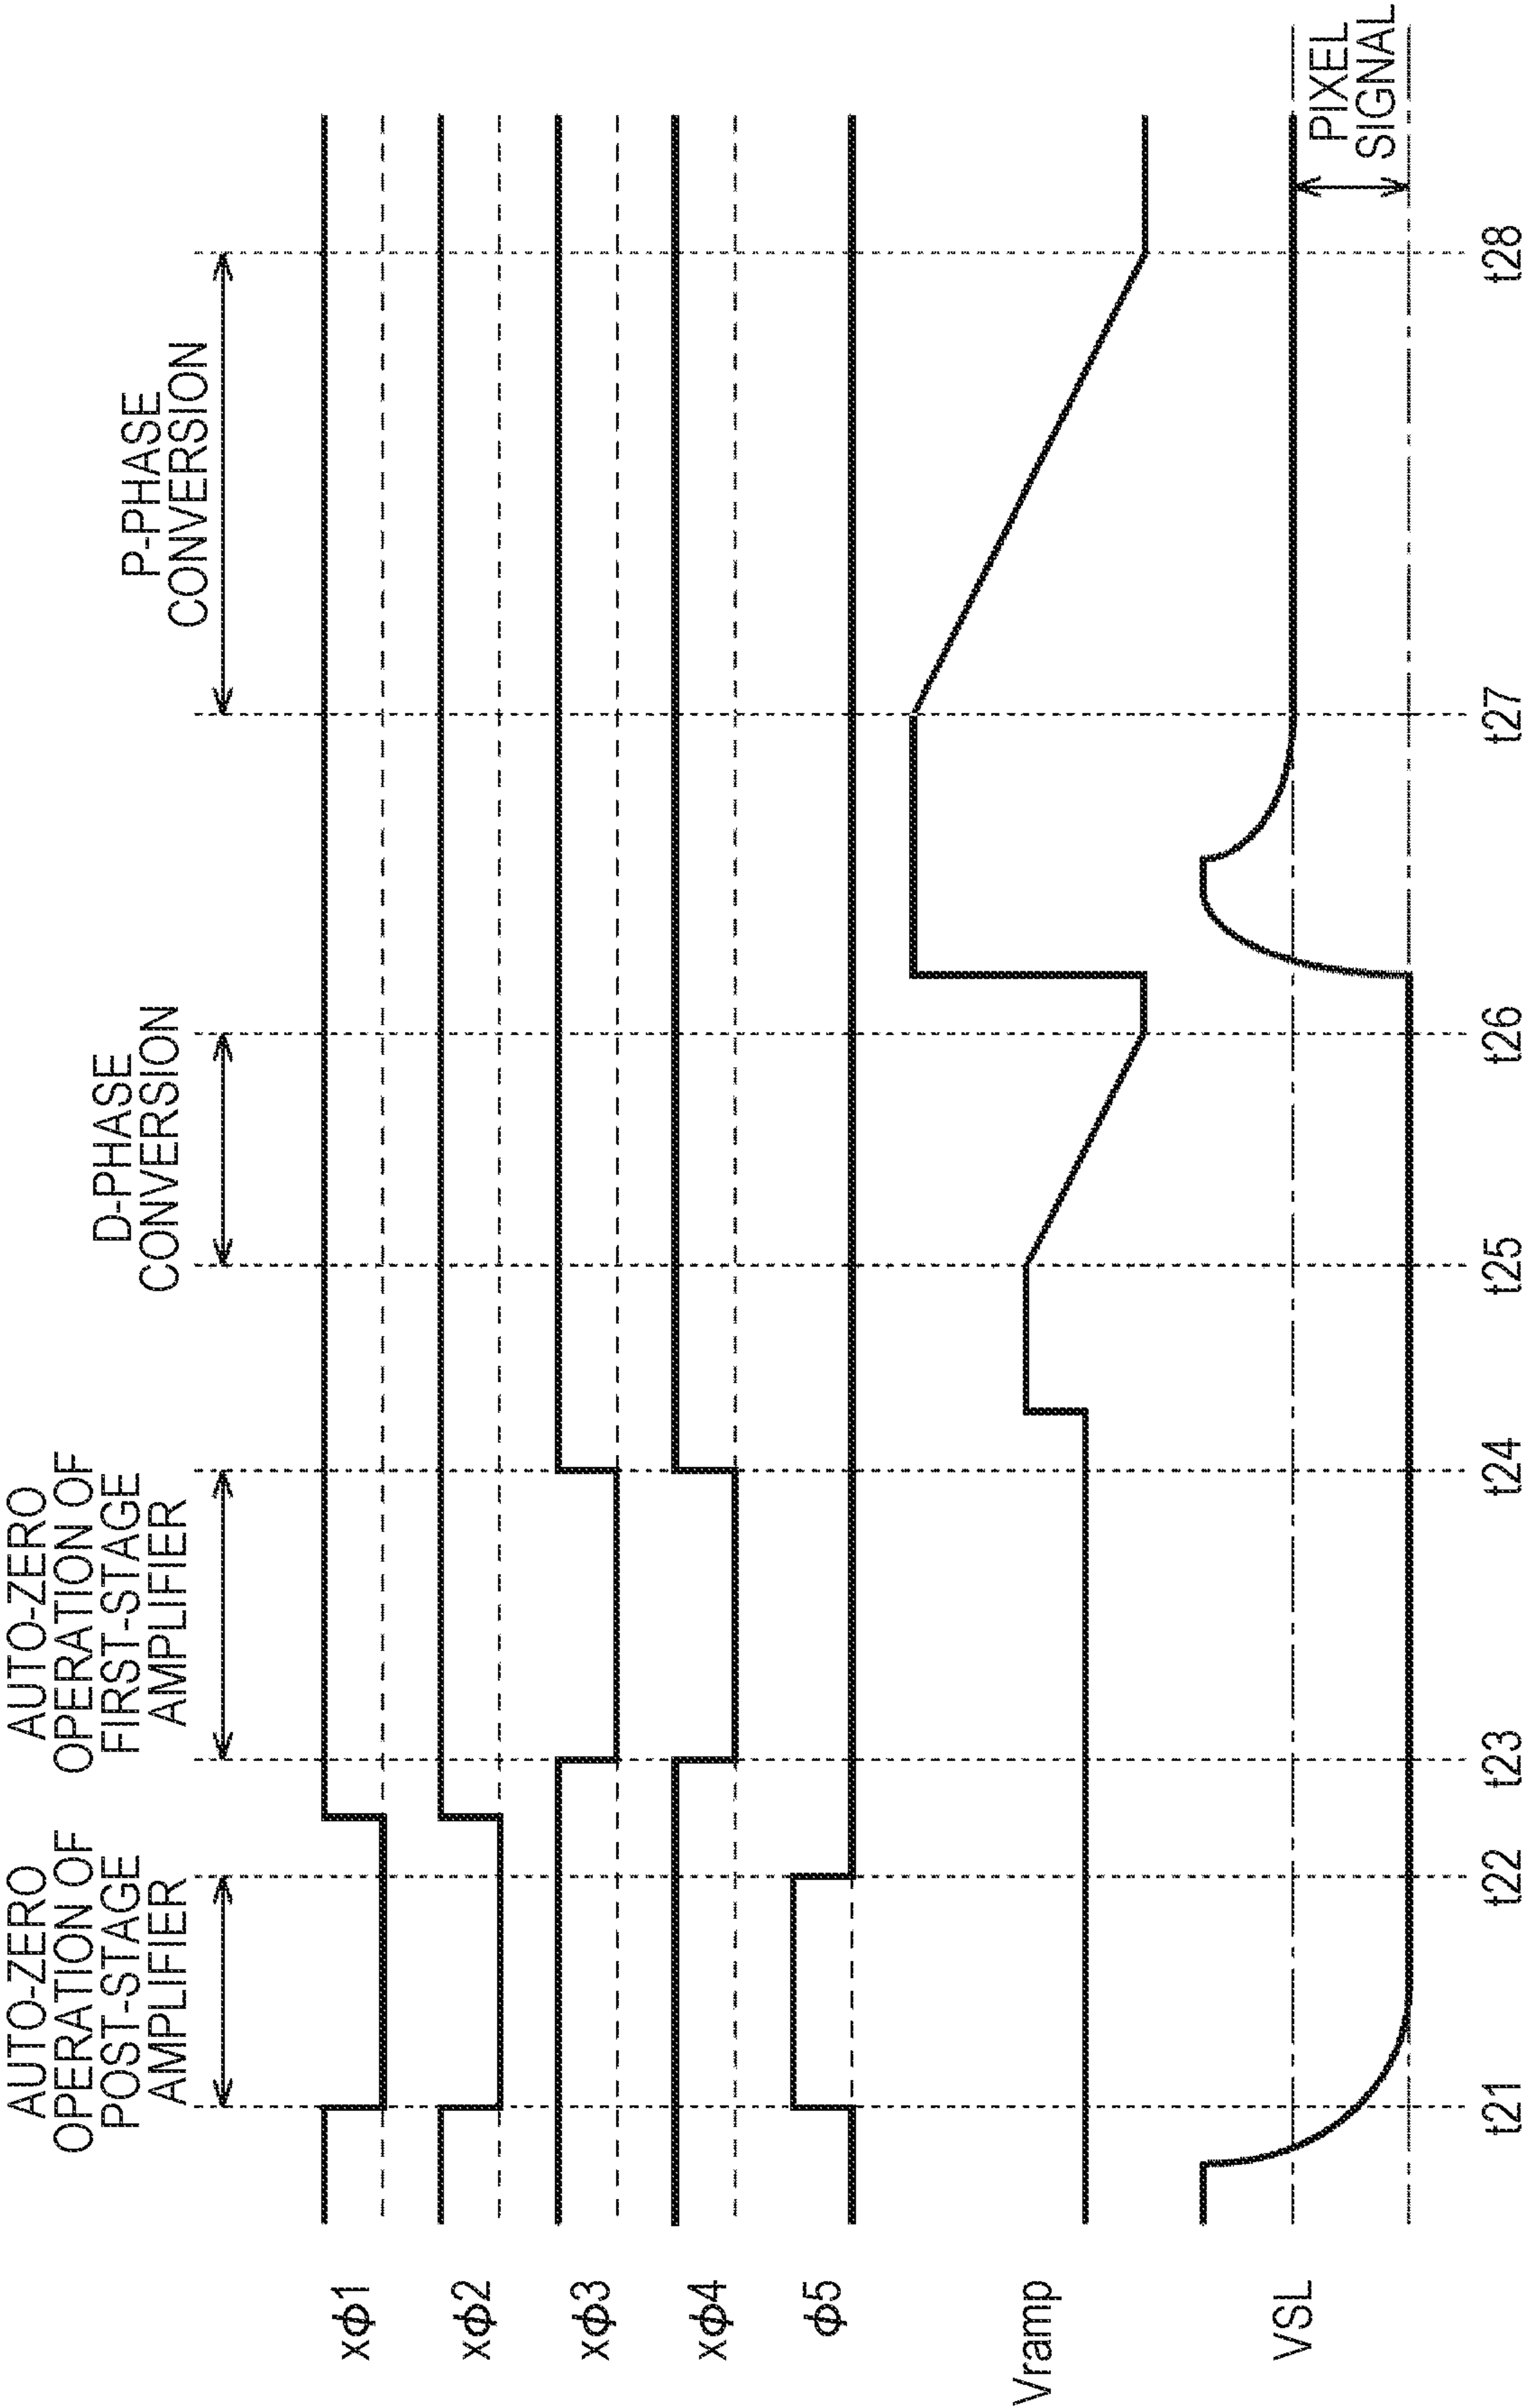 AUTO-ZERO
OPERATION OF
POST-STAGE
AMPLIFIER
AUTO-ZERO
OPERATION OF
FIRST-STAGE
AMPLIFIER
D-PHASE
CONVERSION
P-PHASE
CONVERSION
xϕ1
xϕ2
xϕ3
xϕ4
ϕ5
Vramp
VSL
PIXEL
SIGNAL
t21
t22
t23
t24
t25
t26
t27
t28